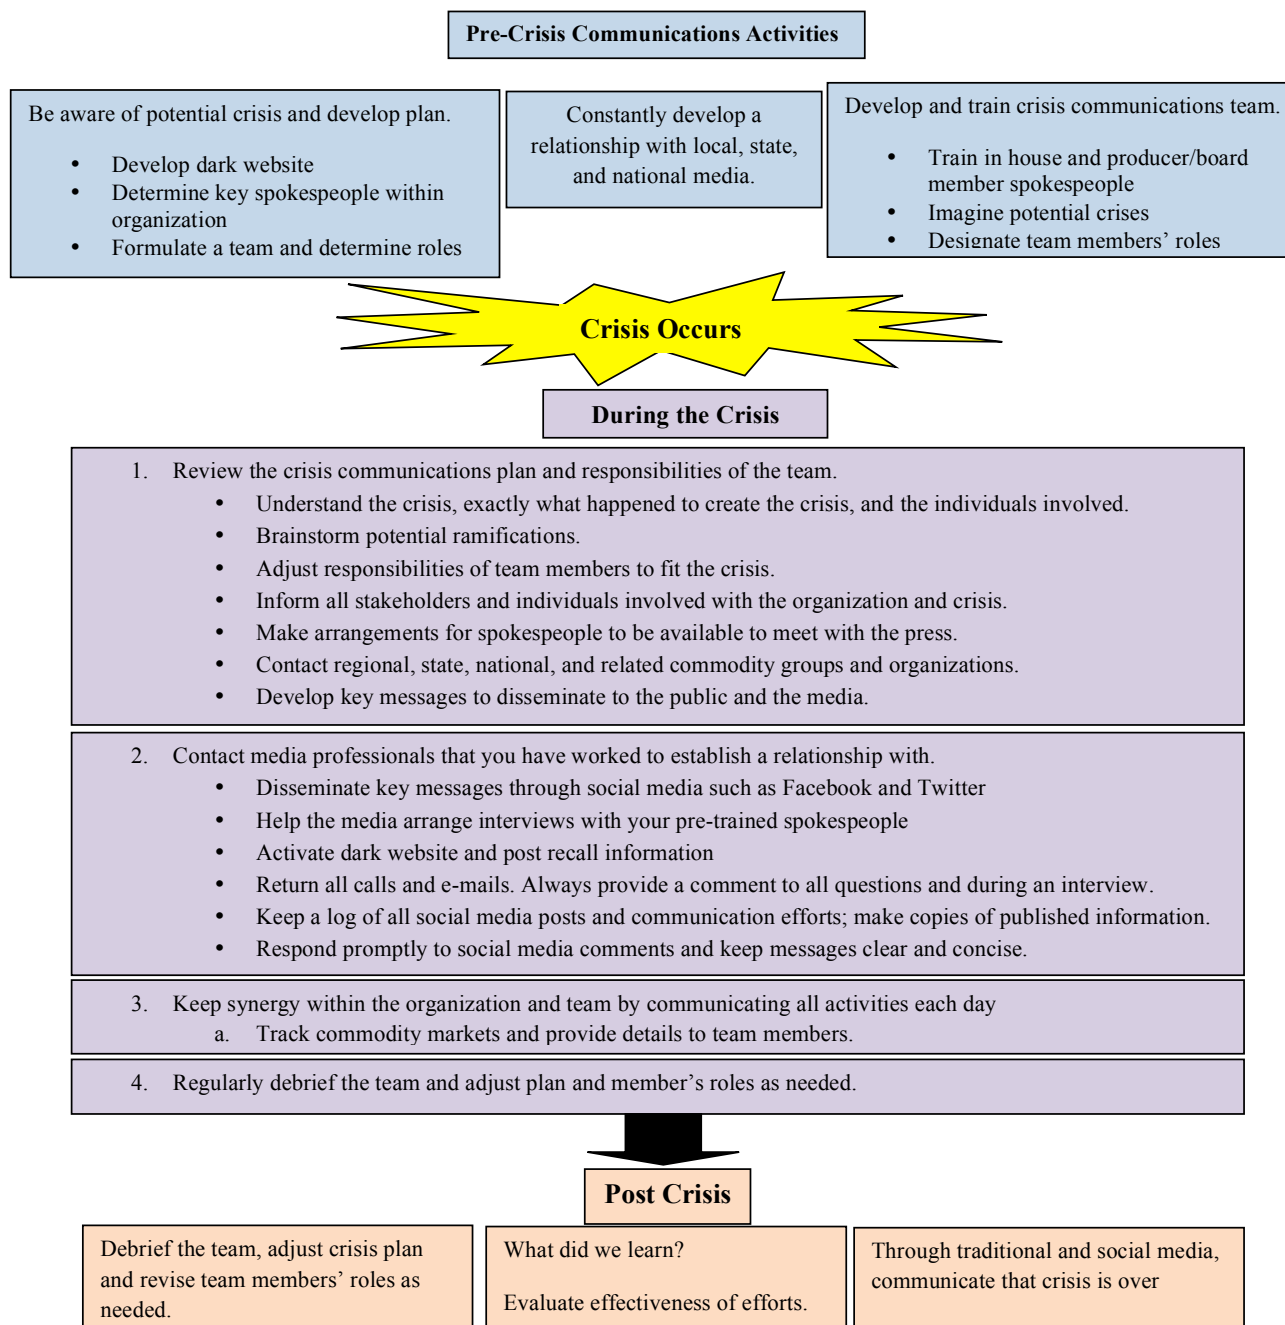 Pre-Crisis Communications Activities
Be aware of potential crisis and develop plan.
• Develop dark website
• Determine key spokespeople within
organization
• Formulate a team and determine roles
Constantly develop a
relationship with local, state,
and national media.
Develop and train crisis communications team.
• Train in house and producer/board
member spokespeople
• Imagine potential crises
• Designate team members’ roles
Crisis Occurs
During the Crisis
1. Review the crisis communications plan and responsibilities of the team.
• Understand the crisis, exactly what happened to create the crisis, and the individuals involved.
• Brainstorm potential ramifications.
• Adjust responsibilities of team members to fit the crisis.
• Inform all stakeholders and individuals involved with the organization and crisis.
• Make arrangements for spokespeople to be available to meet with the press.
• Contact regional, state, national, and related commodity groups and organizations.
• Develop key messages to disseminate to the public and the media.
2. Contact media professionals that you have worked to establish a relationship with.
• Disseminate key messages through social media such as Facebook and Twitter
• Help the media arrange interviews with your pre-trained spokespeople
• Activate dark website and post recall information
• Return all calls and e-mails. Always provide a comment to all questions and during an interview.
• Keep a log of all social media posts and communication efforts; make copies of published information.
• Respond promptly to social media comments and keep messages clear and concise.
3. Keep synergy within the organization and team by communicating all activities each day
a. Track commodity markets and provide details to team members.
4. Regularly debrief the team and adjust plan and member’s roles as needed.
Post Crisis
Debrief the team, adjust crisis plan
and revise team members’ roles as
needed.
What did we learn?
Evaluate effectiveness of efforts.
Through traditional and social media,
communicate that crisis is over